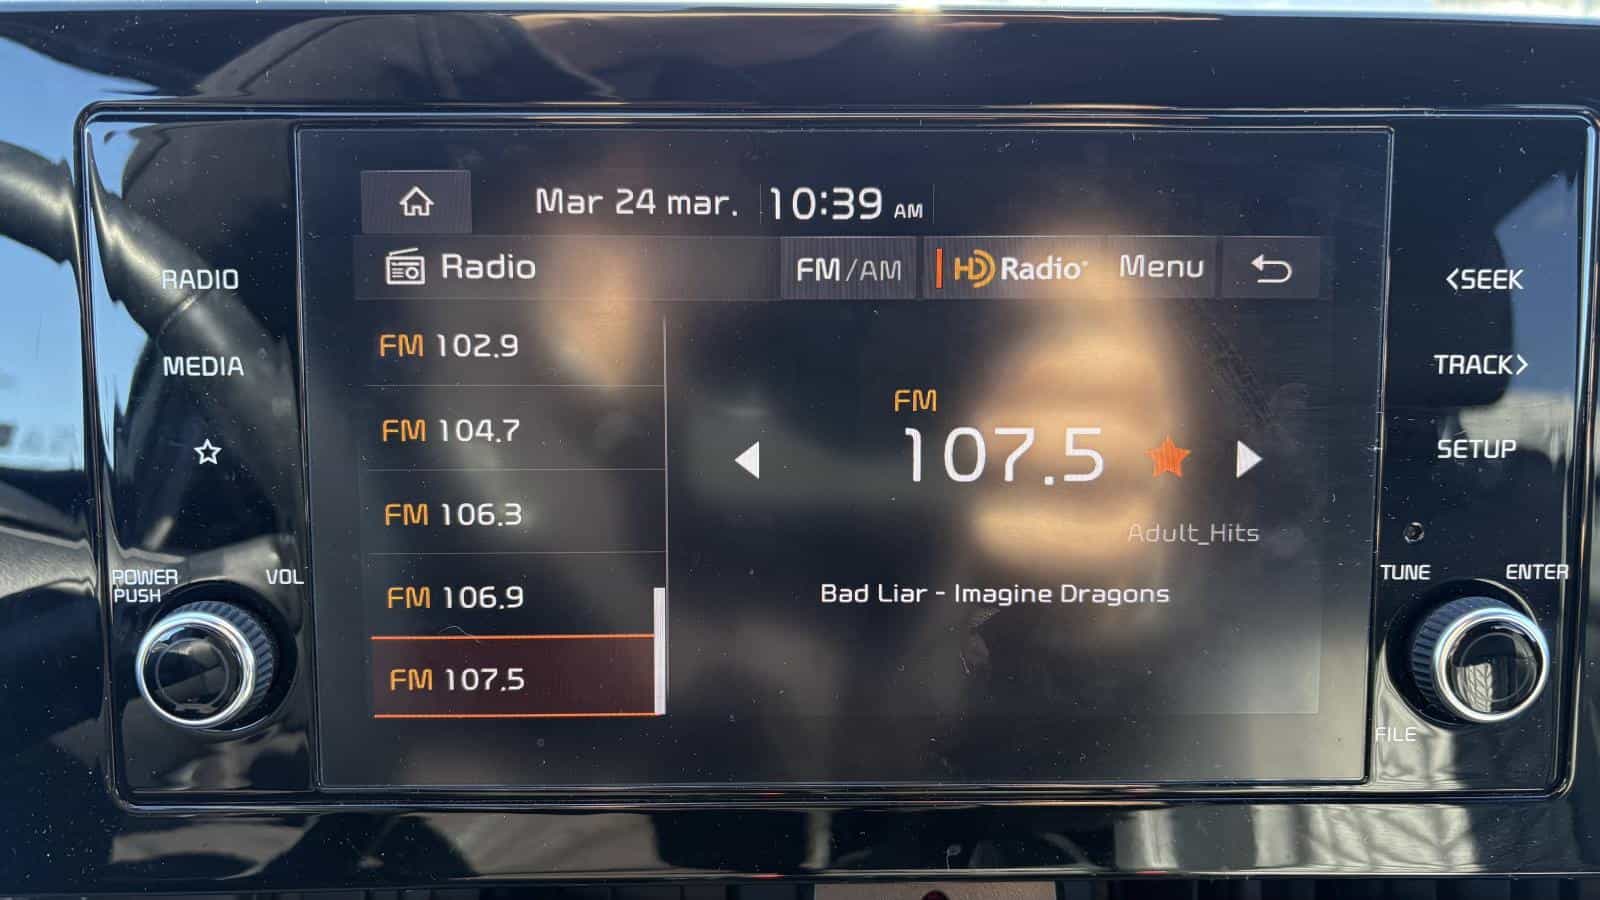 Mar 24 mar. 10:39 AM
Radio FM/AM HD Radio Menu
RADIO
MEDIA
POWER
PUSH
VOL
FM 102.9
FM 104.7
FM 106.3
FM 106.9
FM 107.5
FM
107.5
Adult_Hits
Bad Liar - Imagine Dragons
<SEEK
TRACK>
SETUP
TUNE
ENTER
FILE